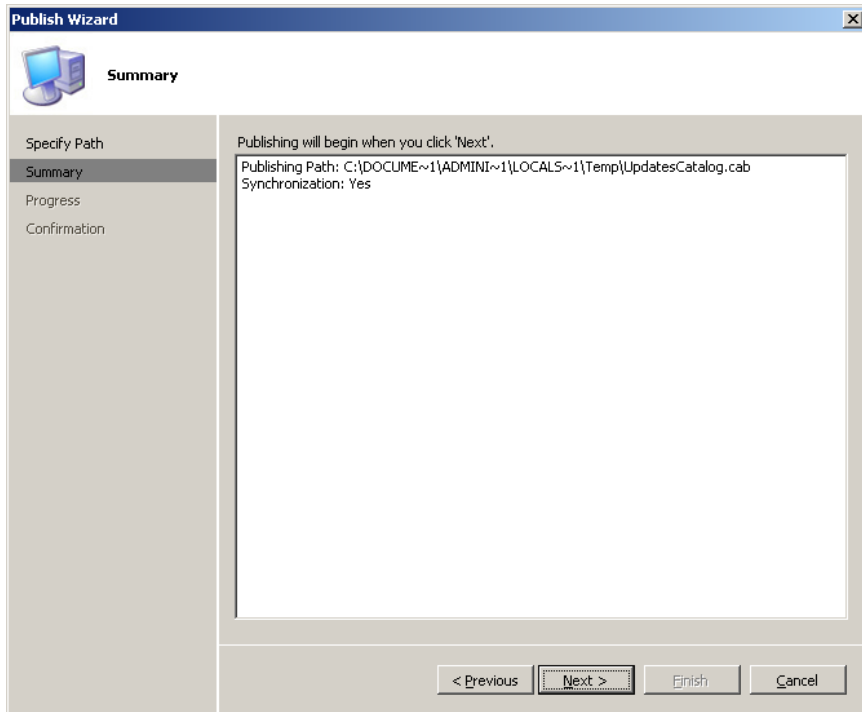 Publish Wizard
Summary
Specify Path
Summary
Progress
Confirmation
Publishing will begin when you click 'Next'.
Publishing Path: C:\DOCUME~1\ADMINI~1\LOCALS~1\Temp\UpdatesCatalog.cab
Synchronization: Yes
< Previous Next > Finish Cancel